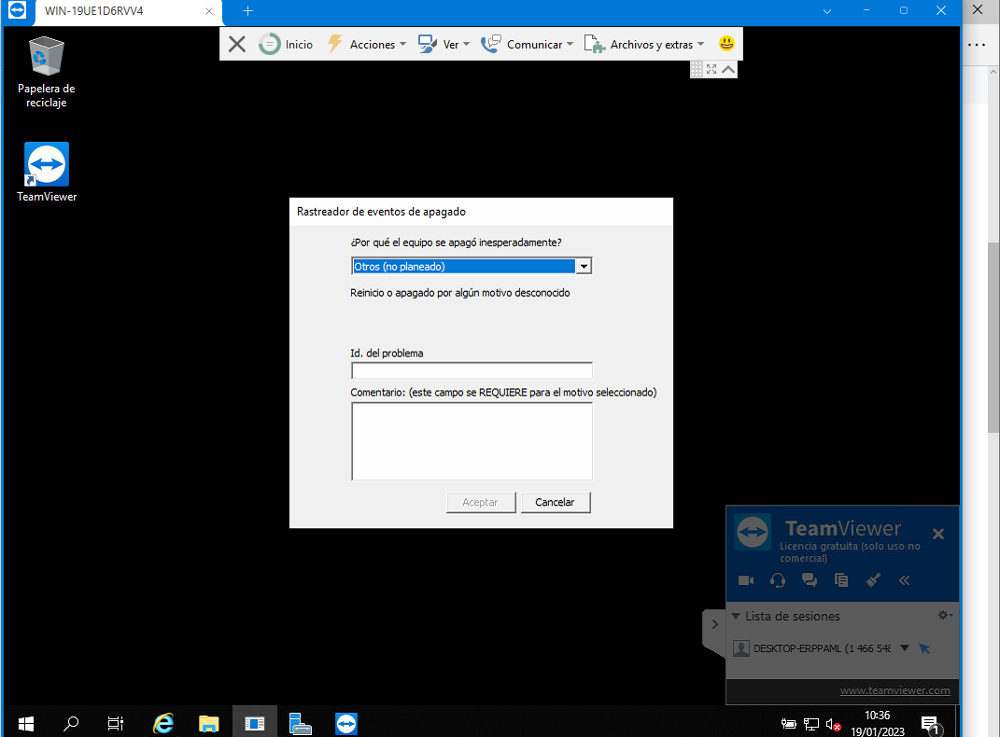 WIN-19UE1D6RVV4
Inicio
Acciones
Ver
Comunicar
Archivos y extras
Papelera de
reciclaje
TeamViewer
Rastreador de eventos de apagado
¿Por qué el equipo se apagó inesperadamente?
Otros (no planeado)
Reinicio o apagado por algún motivo desconocido
Id. del problema
Comentario: (este campo se REQUIERE para el motivo seleccionado)
Aceptar
Cancelar
TeamViewer
Licencia gratuita (solo uso no
comercial)
Lista de sesiones
DESKTOP-ERPPAML (1 466 548
www.teamviewer.com
10:36
19/01/2023
1